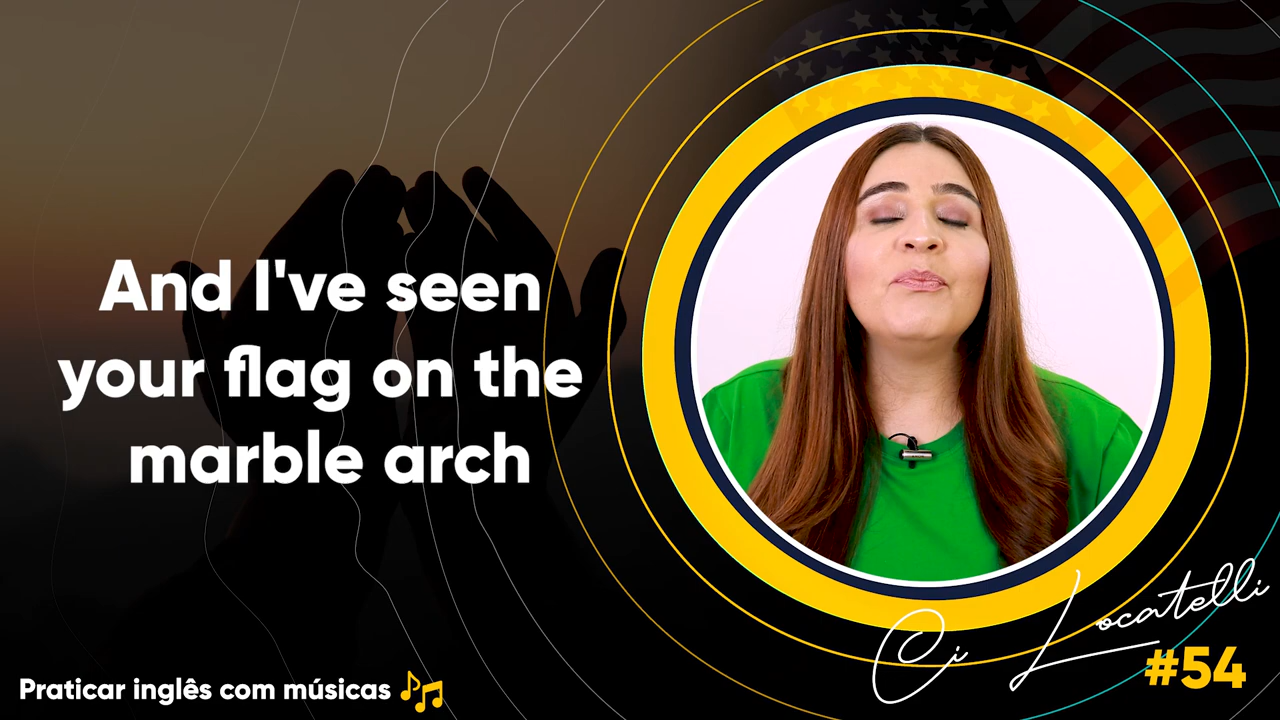 And I've seen
your flag on the
marble arch
Ci Locatelli
#54
Praticar inglês com músicas